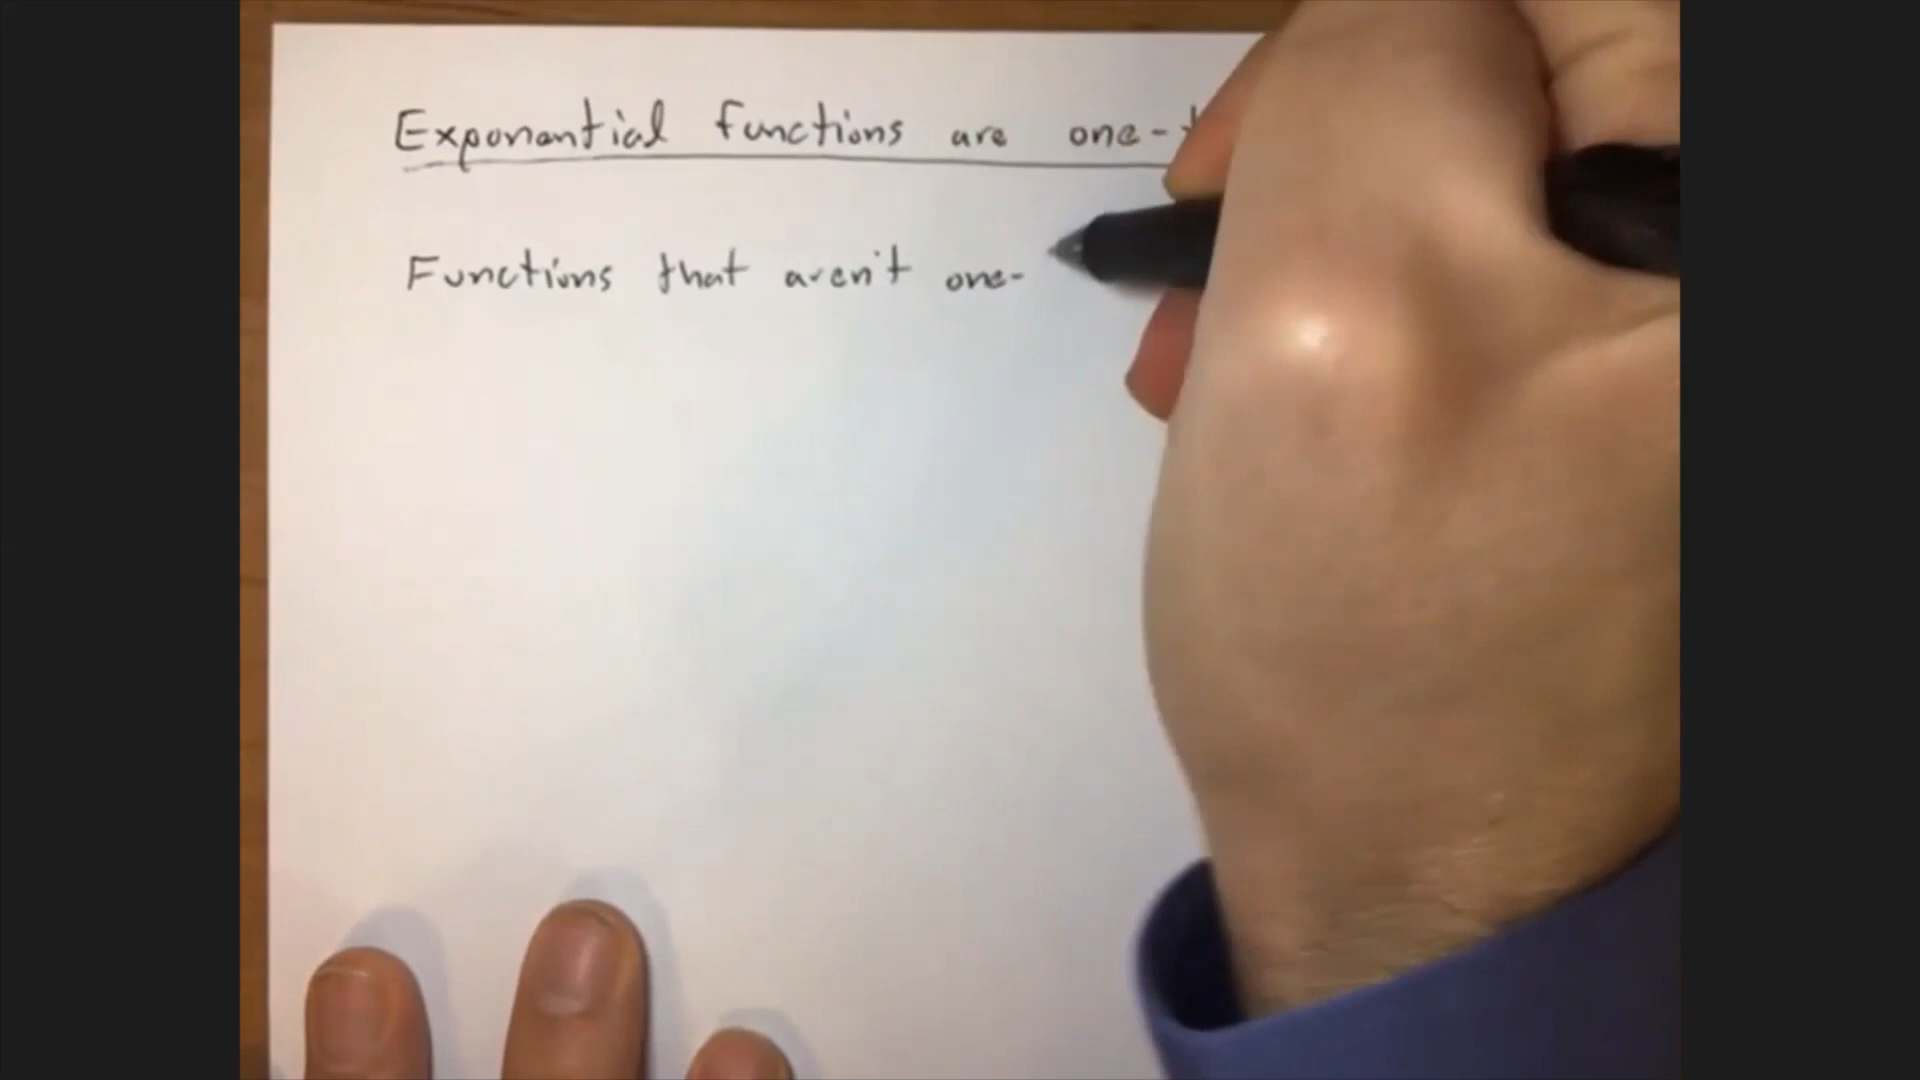 Exponential functions are one-
Functions that aren't one-